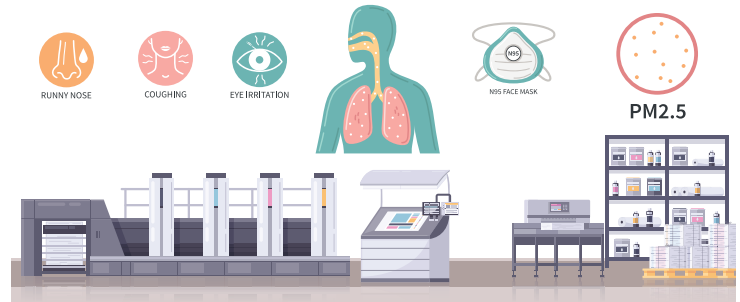 RUNNY NOSE
COUGHING
EYE IRRITATION
N95
N95 FACE MASK
PM2.5